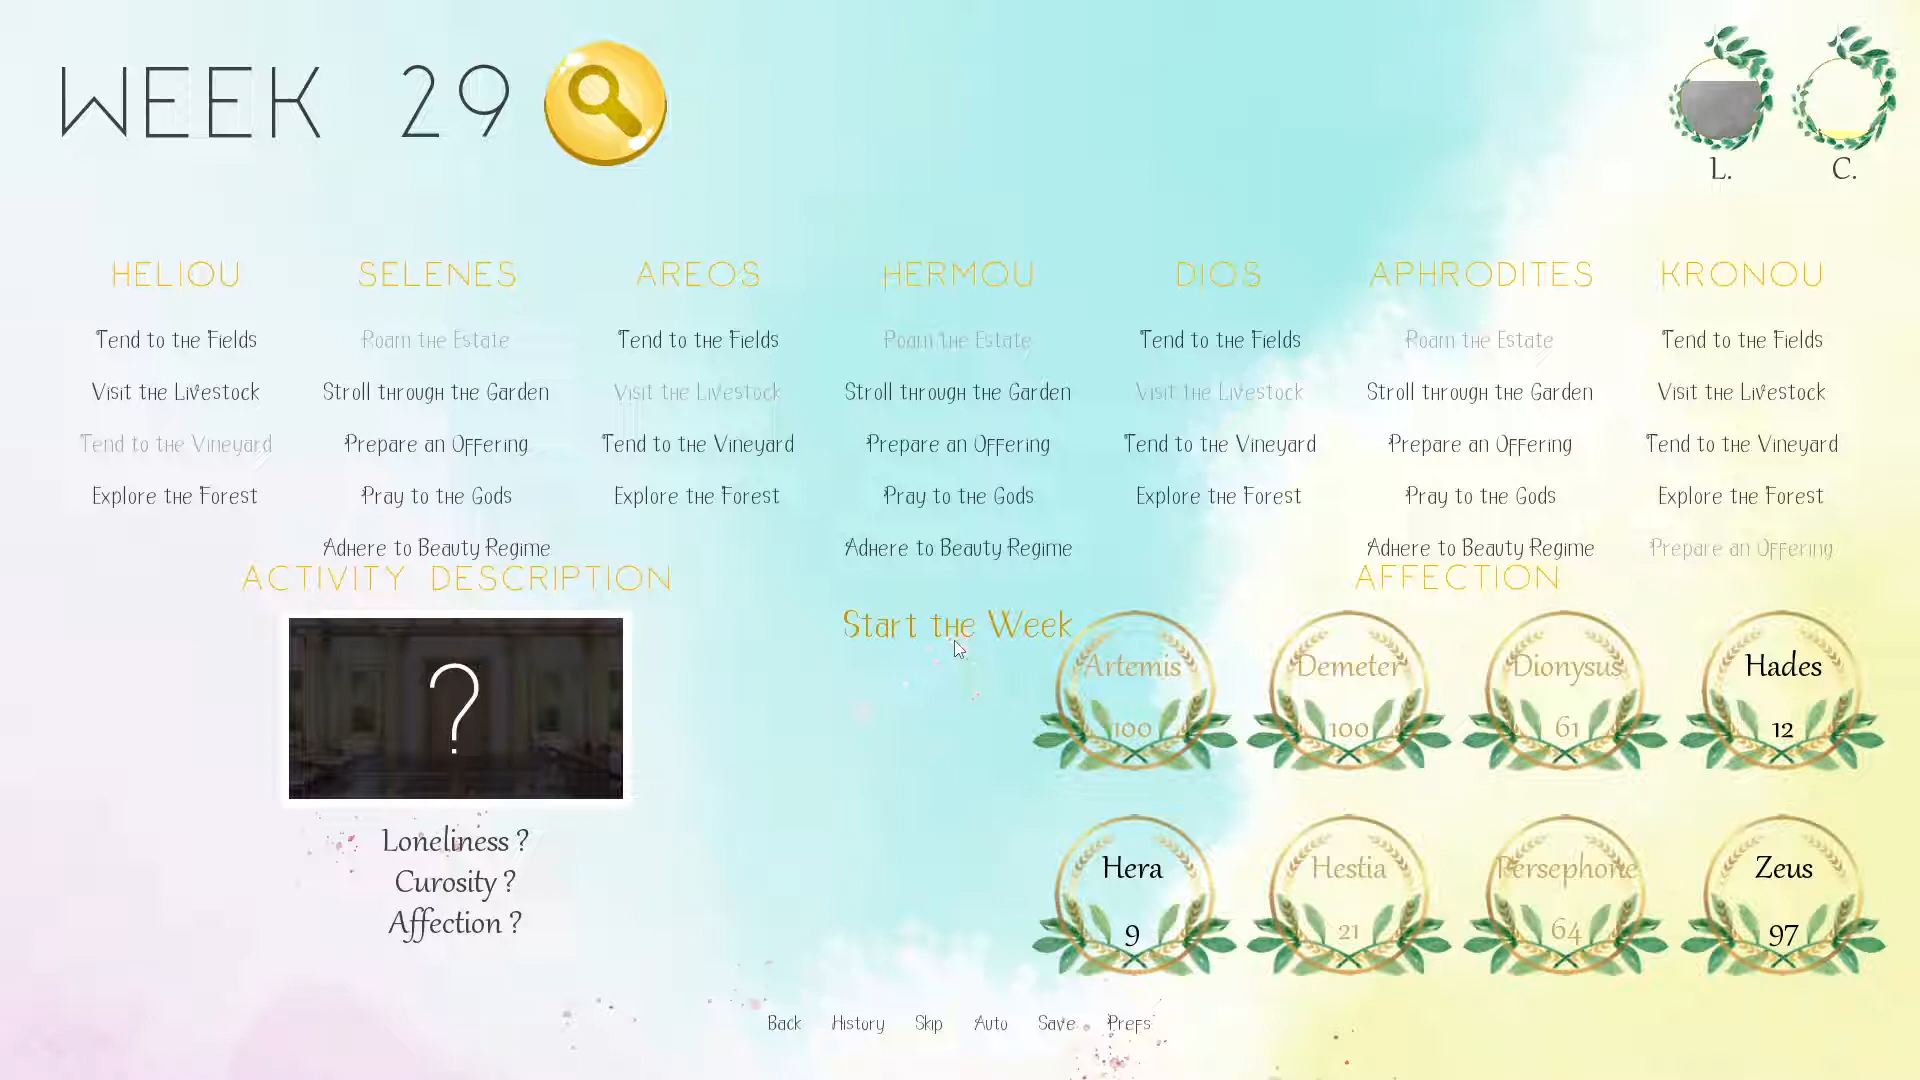 WEEK 29
L. C.
HELIOU SELENES AREOS HERMOU DIOS APHRODITES KRONOU
Tend to the Fields Roam the Estate Tend to the Fields Roam the Estate Tend to the Fields Roam the Estate Tend to the Fields
Visit the Livestock Stroll through the Garden Visit the Livestock Stroll through the Garden Visit the Livestock Stroll through the Garden Visit the Livestock
Tend to the Vineyard Prepare an Offering Tend to the Vineyard Prepare an Offering Tend to the Vineyard Prepare an Offering Tend to the Vineyard
Explore the Forest Pray to the Gods Explore the Forest Pray to the Gods Explore the Forest Pray to the Gods Explore the Forest
Adhere to Beauty Regime Adhere to Beauty Regime Adhere to Beauty Regime Prepare an Offering
ACTIVITY DESCRIPTION AFFECTION
Start the Week
?
Artemis Demeter Dionysus Hades
100 100 61 12
Loneliness ?
Curosity ?
Affection ?
Hera Hestia Persephone Zeus
9 21 64 97
Back History Skip Auto Save Prefs